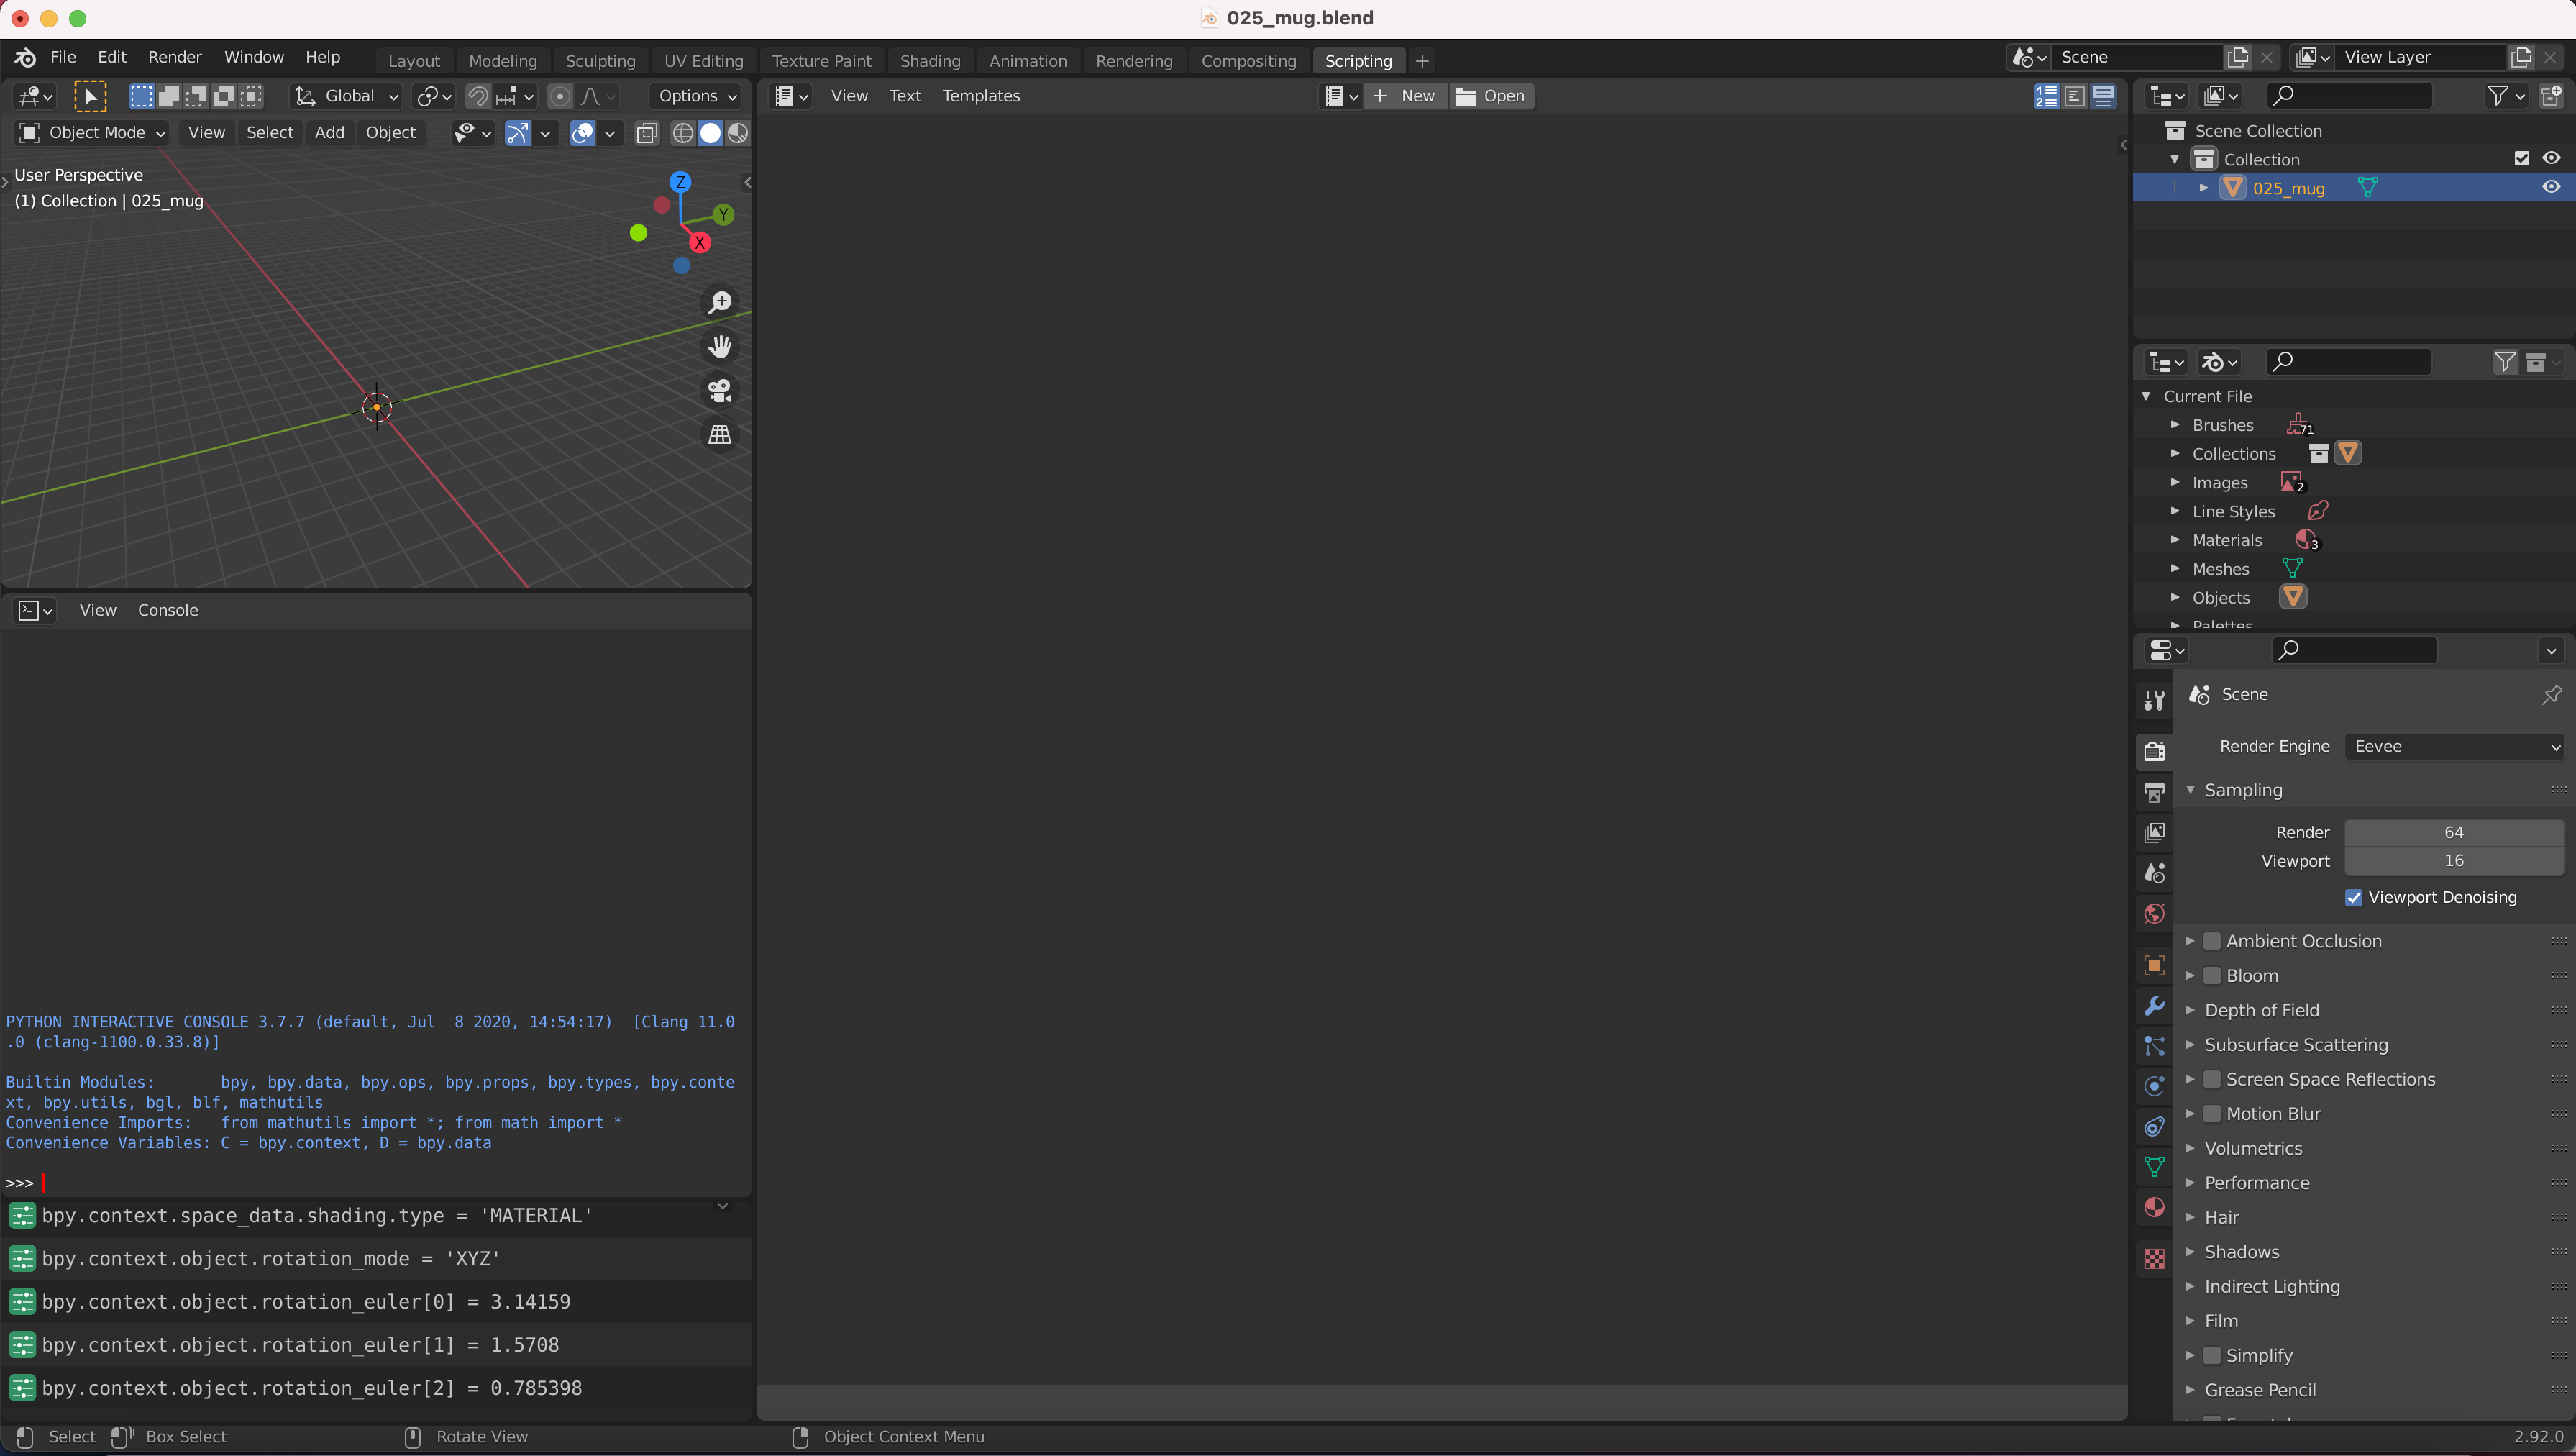 025_mug.blend
File Edit Render Window Help Layout Modeling Sculpting UV Editing Texture Paint Shading Animation Rendering Compositing Scripting + Scene View Layer
Global Options
View Text Templates New Open
Object Mode View Select Add Object
User Perspective
(1) Collection | 025_mug
Z
Y
X
Scene Collection
Collection
025_mug
Current File
Brushes 71
Collections
Images 2
Line Styles
Materials 3
Meshes
Objects
Palettes
View Console
PYTHON INTERACTIVE CONSOLE 3.7.7 (default, Jul  8 2020, 14:54:17)  [Clang 11.0
.0 (clang-1100.0.33.8)]
Builtin Modules:       bpy, bpy.data, bpy.ops, bpy.props, bpy.types, bpy.conte
xt, bpy.utils, bgl, blf, mathutils
Convenience Imports:   from mathutils import *; from math import *
Convenience Variables: C = bpy.context, D = bpy.data
>>>
bpy.context.space_data.shading.type = 'MATERIAL'
bpy.context.object.rotation_mode = 'XYZ'
bpy.context.object.rotation_euler[0] = 3.14159
bpy.context.object.rotation_euler[1] = 1.5708
bpy.context.object.rotation_euler[2] = 0.785398
Scene
Render Engine Eevee
Sampling
Render 64
Viewport 16
Viewport Denoising
Ambient Occlusion
Bloom
Depth of Field
Subsurface Scattering
Screen Space Reflections
Motion Blur
Volumetrics
Performance
Hair
Shadows
Indirect Lighting
Film
Simplify
Grease Pencil
Select Box Select Rotate View Object Context Menu 2.92.0